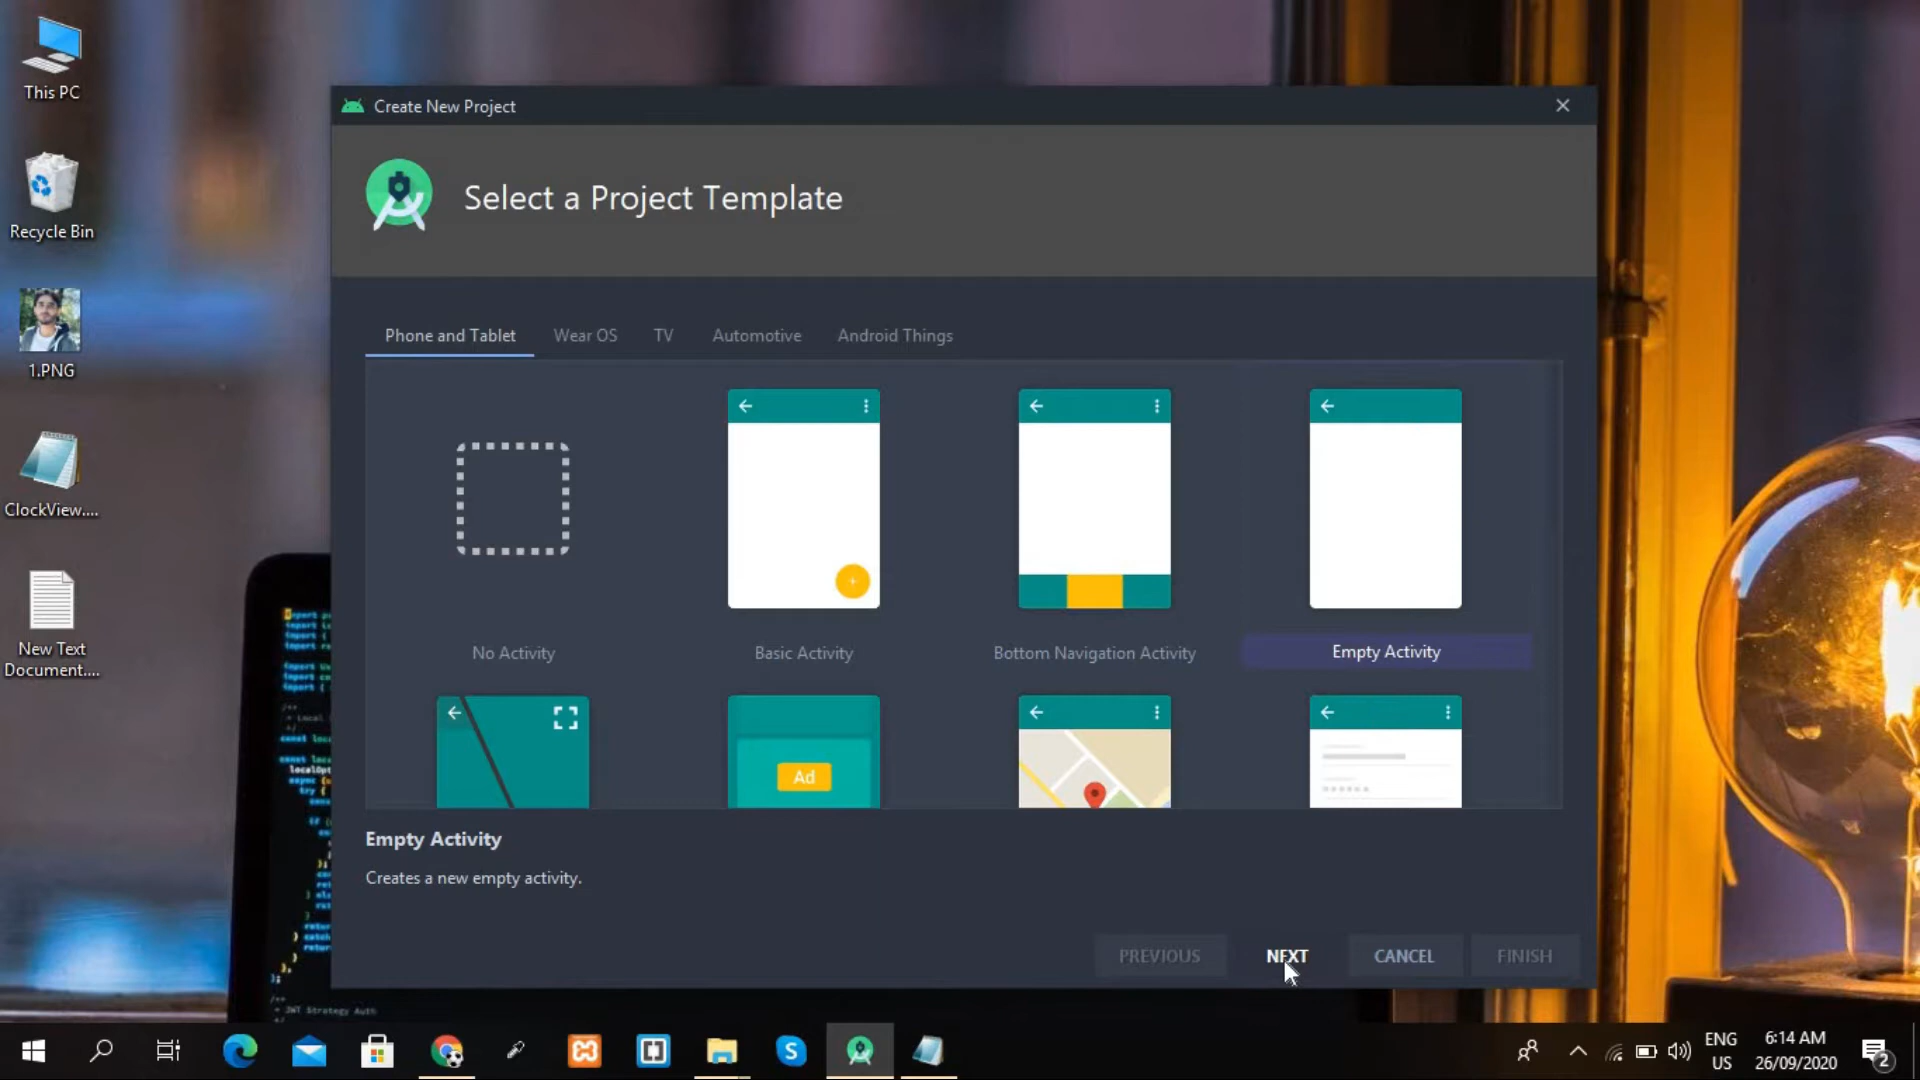 This PC
Recycle Bin
1.PNG
ClockView....
New Text
Document....
Create New Project
Select a Project Template
Phone and Tablet
Wear OS
TV
Automotive
Android Things
No Activity
Basic Activity
Bottom Navigation Activity
Empty Activity
Ad
Empty Activity
Creates a new empty activity.
PREVIOUS
NEXT
CANCEL
FINISH
ENG
US
6:14 AM
26/09/2020
2